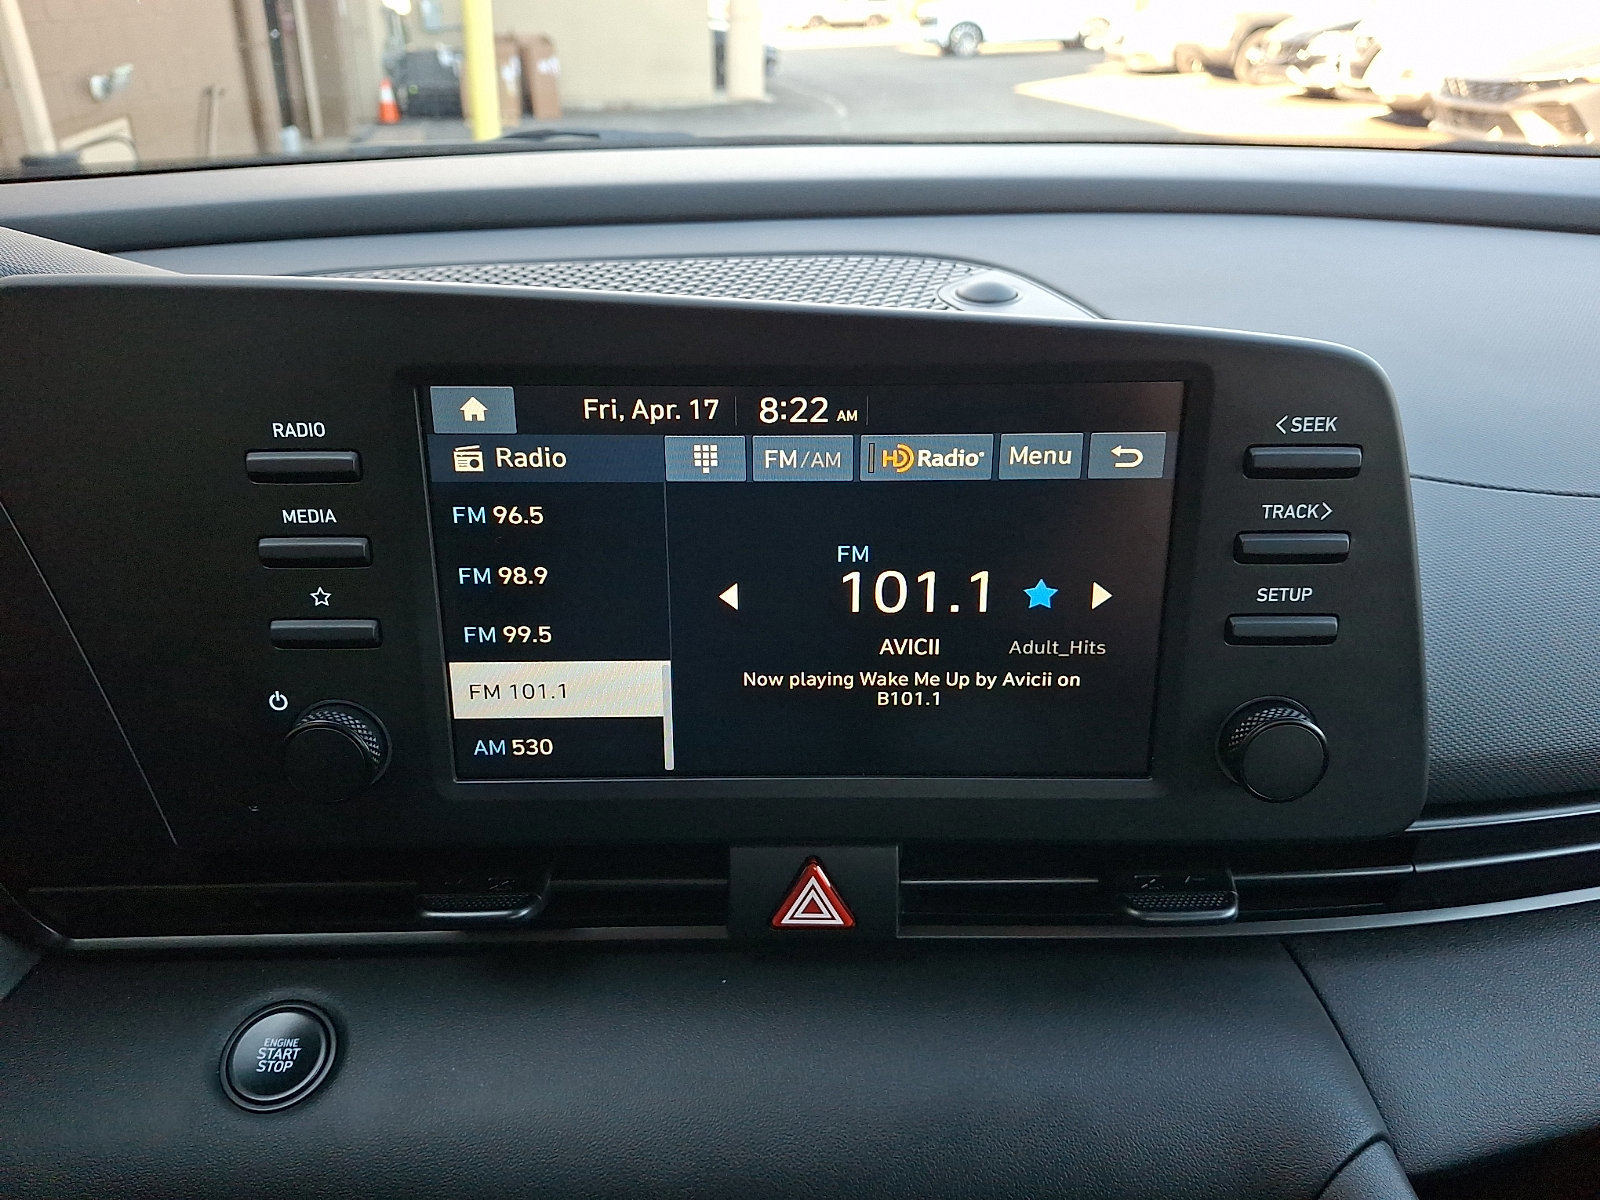 Fri, Apr. 17 8:22 AM
RADIO
MEDIA
Radio
FM/AM
HD Radio
Menu
<SEEK
TRACK>
SETUP
FM 96.5
FM 98.9
FM 99.5
FM 101.1
AM 530
FM
101.1
AVICII Adult_Hits
Now playing Wake Me Up by Avicii on
B101.1
ENGINE
START
STOP